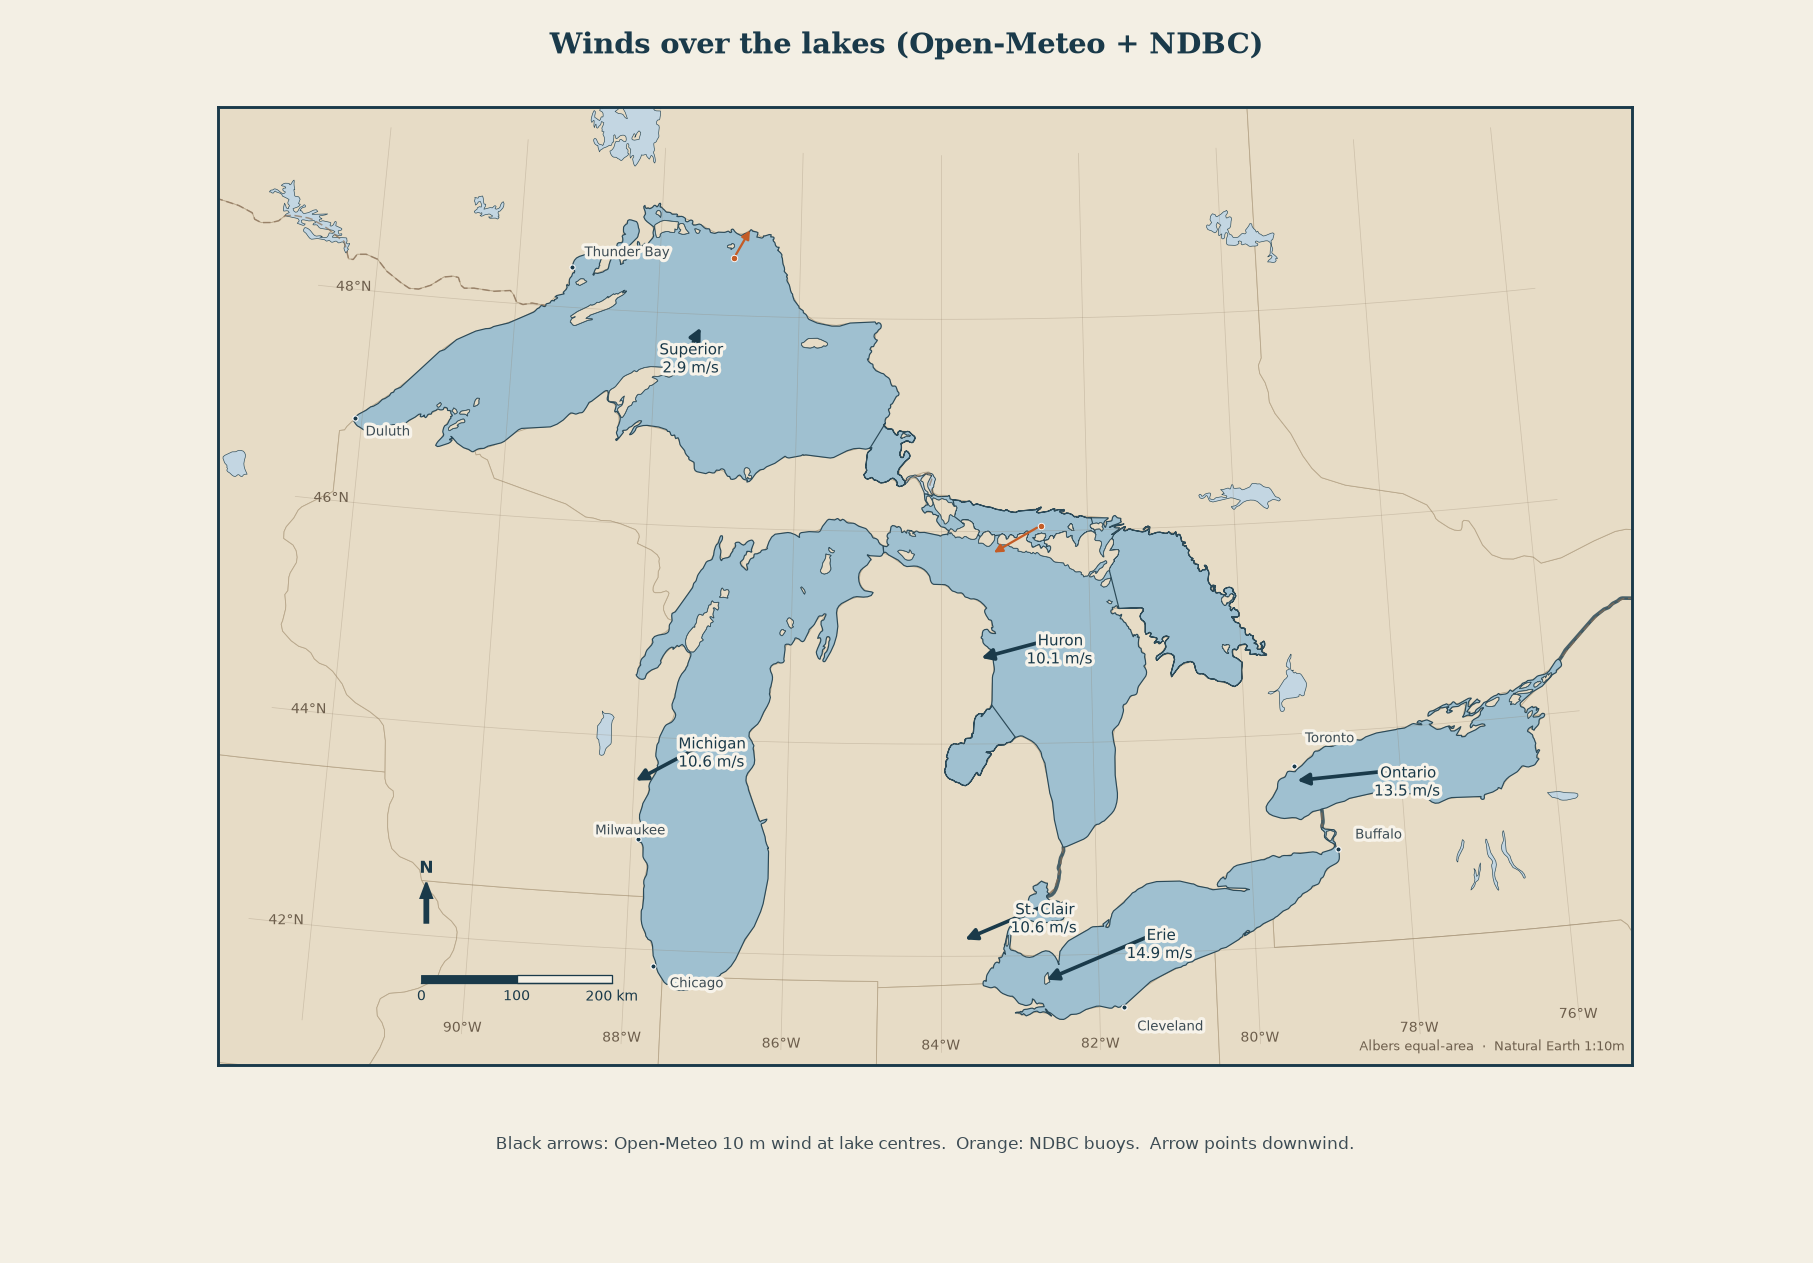 Winds over the lakes (Open-Meteo + NDBC)
Thunder Bay
48°N
Superior
2.9 m/s
Duluth
46°N
Huron
10.1 m/s
44°N
Michigan
10.6 m/s
Toronto
Ontario
13.5 m/s
Milwaukee
Buffalo
N
42°N
St. Clair
10.6 m/s
Erie
14.9 m/s
Chicago
0 100 200 km
Cleveland
90°W 88°W 86°W 84°W 82°W 80°W 78°W 76°W
Albers equal-area · Natural Earth 1:10m
Black arrows: Open-Meteo 10 m wind at lake centres. Orange: NDBC buoys. Arrow points downwind.